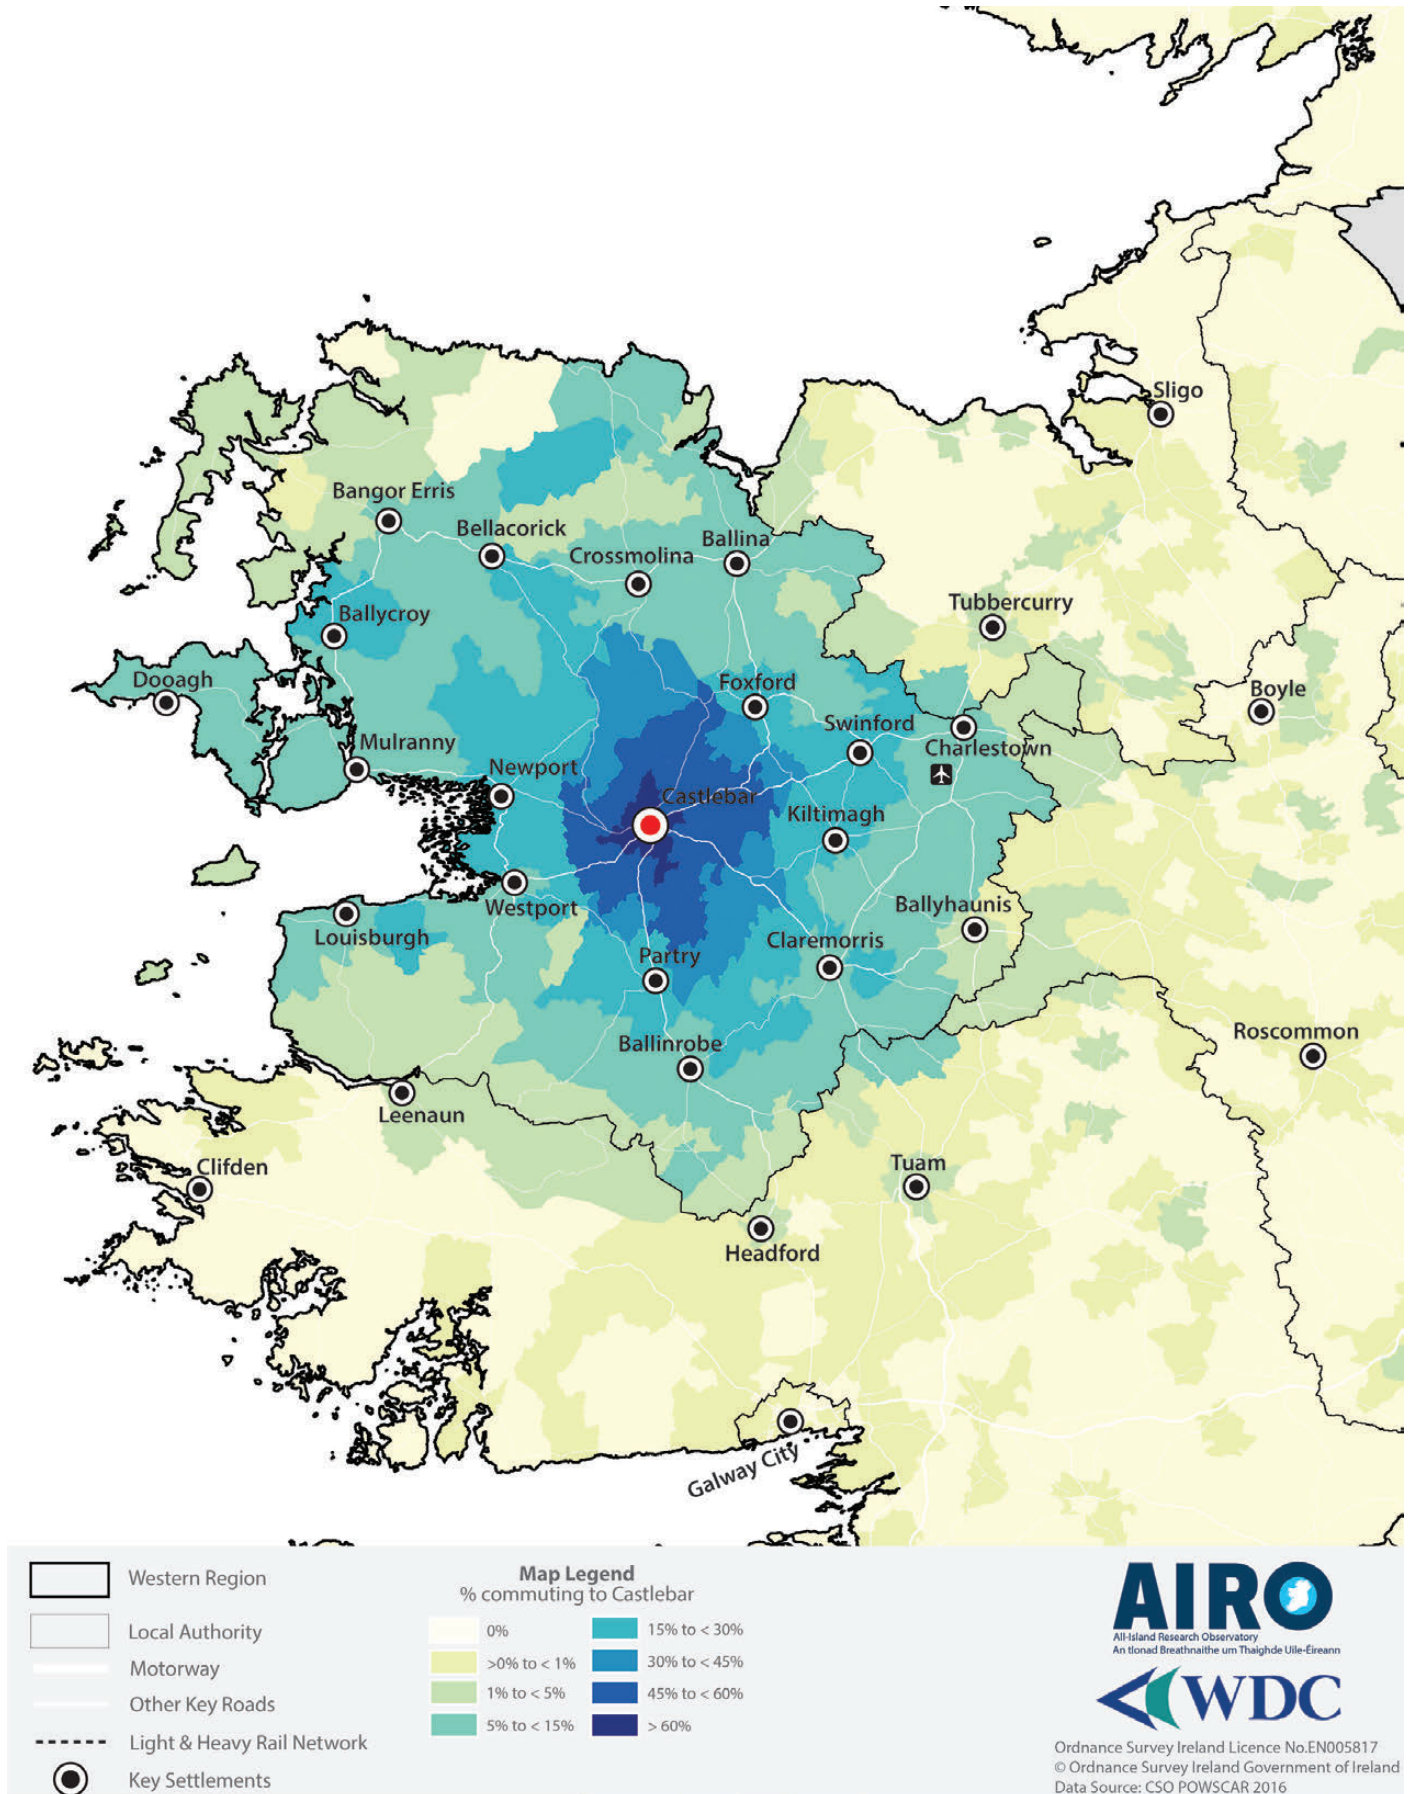 Sligo
Bangor Erris
Bellacorick
Ballina
Crossmolina
Tubbercurry
Ballycroy
Dooagh
Foxford
Boyle
Swinford
Mulranny
Charlestown
Newport
Castlebar
Kiltimagh
Westport
Ballyhaunis
Louisburgh
Claremorris
Partry
Roscommon
Ballinrobe
Leenaun
Clifden
Tuam
Headford
Galway City
Western Region
Local Authority
Motorway
Other Key Roads
Light & Heavy Rail Network
Key Settlements
Map Legend
% commuting to Castlebar
0%
>0% to < 1%
1% to < 5%
5% to < 15%
15% to < 30%
30% to < 45%
45% to < 60%
> 60%
AIRO
All-Island Research Observatory
An tIonad Breathnaithe um Thaighde Uile-Éireann
WDC
Ordnance Survey Ireland Licence No.EN005817
© Ordnance Survey Ireland Government of Ireland
Data Source: CSO POWSCAR 2016